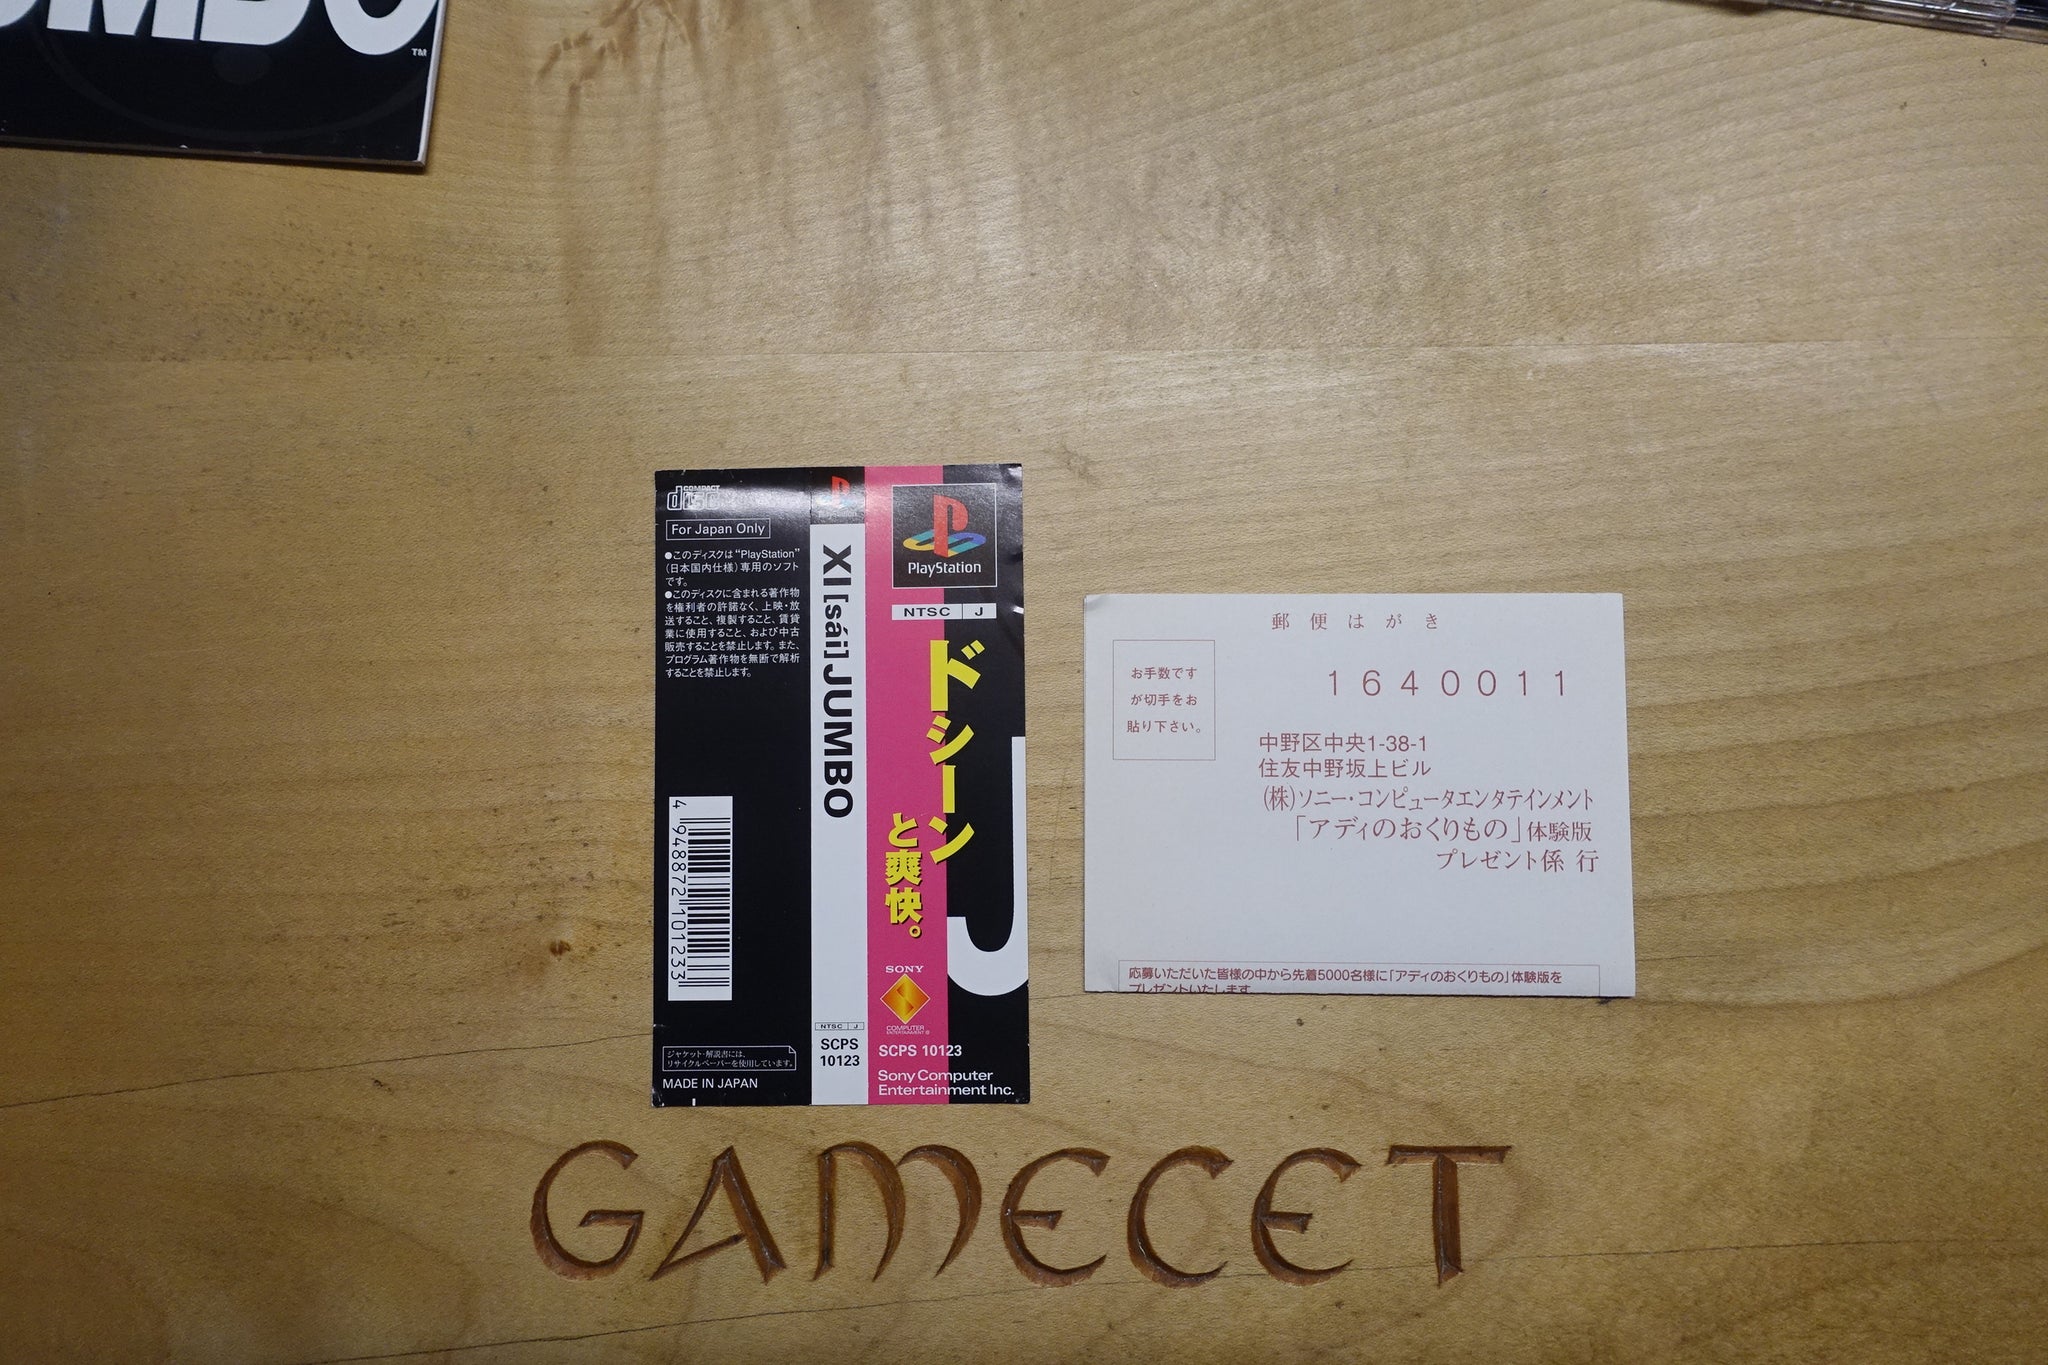 UMBO
TM
COMPACT
disc
For Japan Only
●このディスクは“PlayStation”
(日本国内仕様)専用のソフト
です。
●このディスクに含まれる著作物
を権利者の許諾なく、上映・放
送すること、複製すること、賃貸
業に使用すること、および中古
販売することを禁止します。また、
プログラム著作物を無断で解析
することを禁止します。
4 948872 101233
ジャケット・解説書には、
リサイクルペーパーを使用しています。
MADE IN JAPAN
XI[sái]JUMBO
NTSC J
SCPS
10123
PlayStation
NTSC J
ドシーン
と爽快。
J
SONY
COMPUTER
ENTERTAINMENT
SCPS 10123
Sony Computer
Entertainment Inc.
郵便はがき
お手数です
が切手をお
貼り下さい。
1640011
中野区中央1-38-1
住友中野坂上ビル
(株)ソニー・コンピュータエンタテインメント
「アディのおくりもの」体験版
プレゼント係 行
応募いただいた皆様の中から先着5000名様に「アディのおくりもの」体験版を
プレゼントいたします
GAMECET